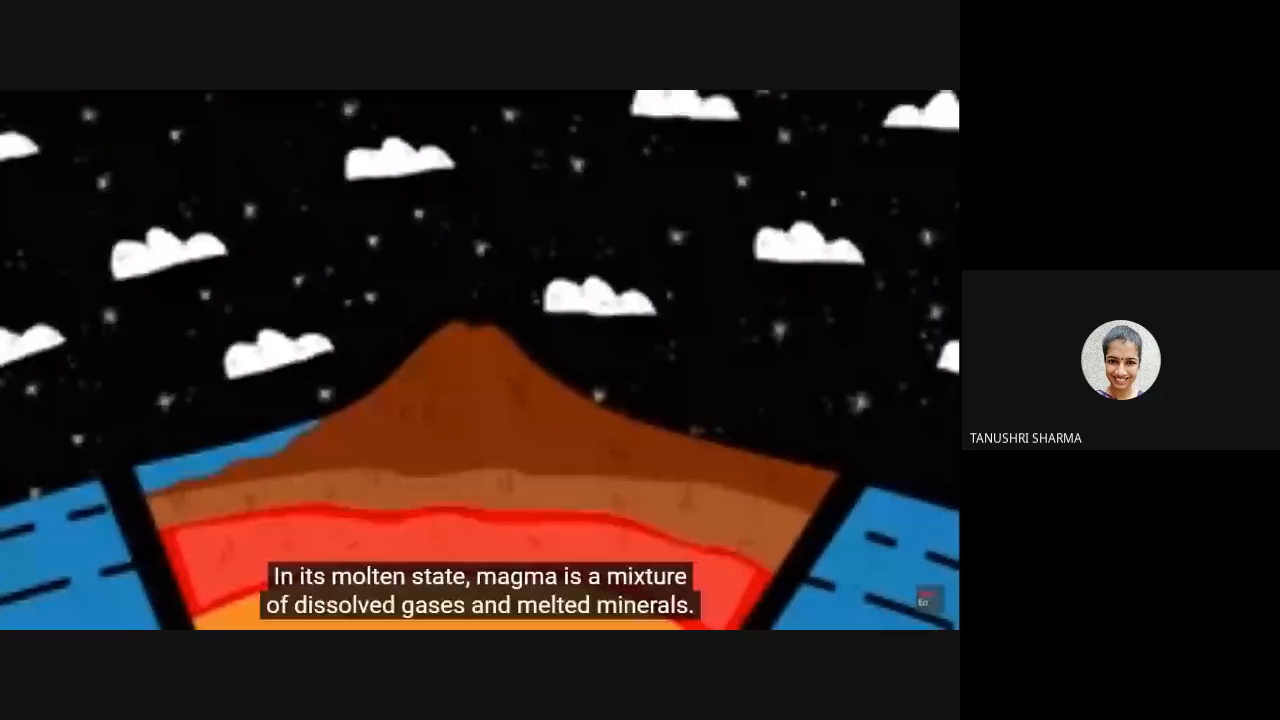 In its molten state, magma is a mixture
of dissolved gases and melted minerals.
TANUSHRI SHARMA